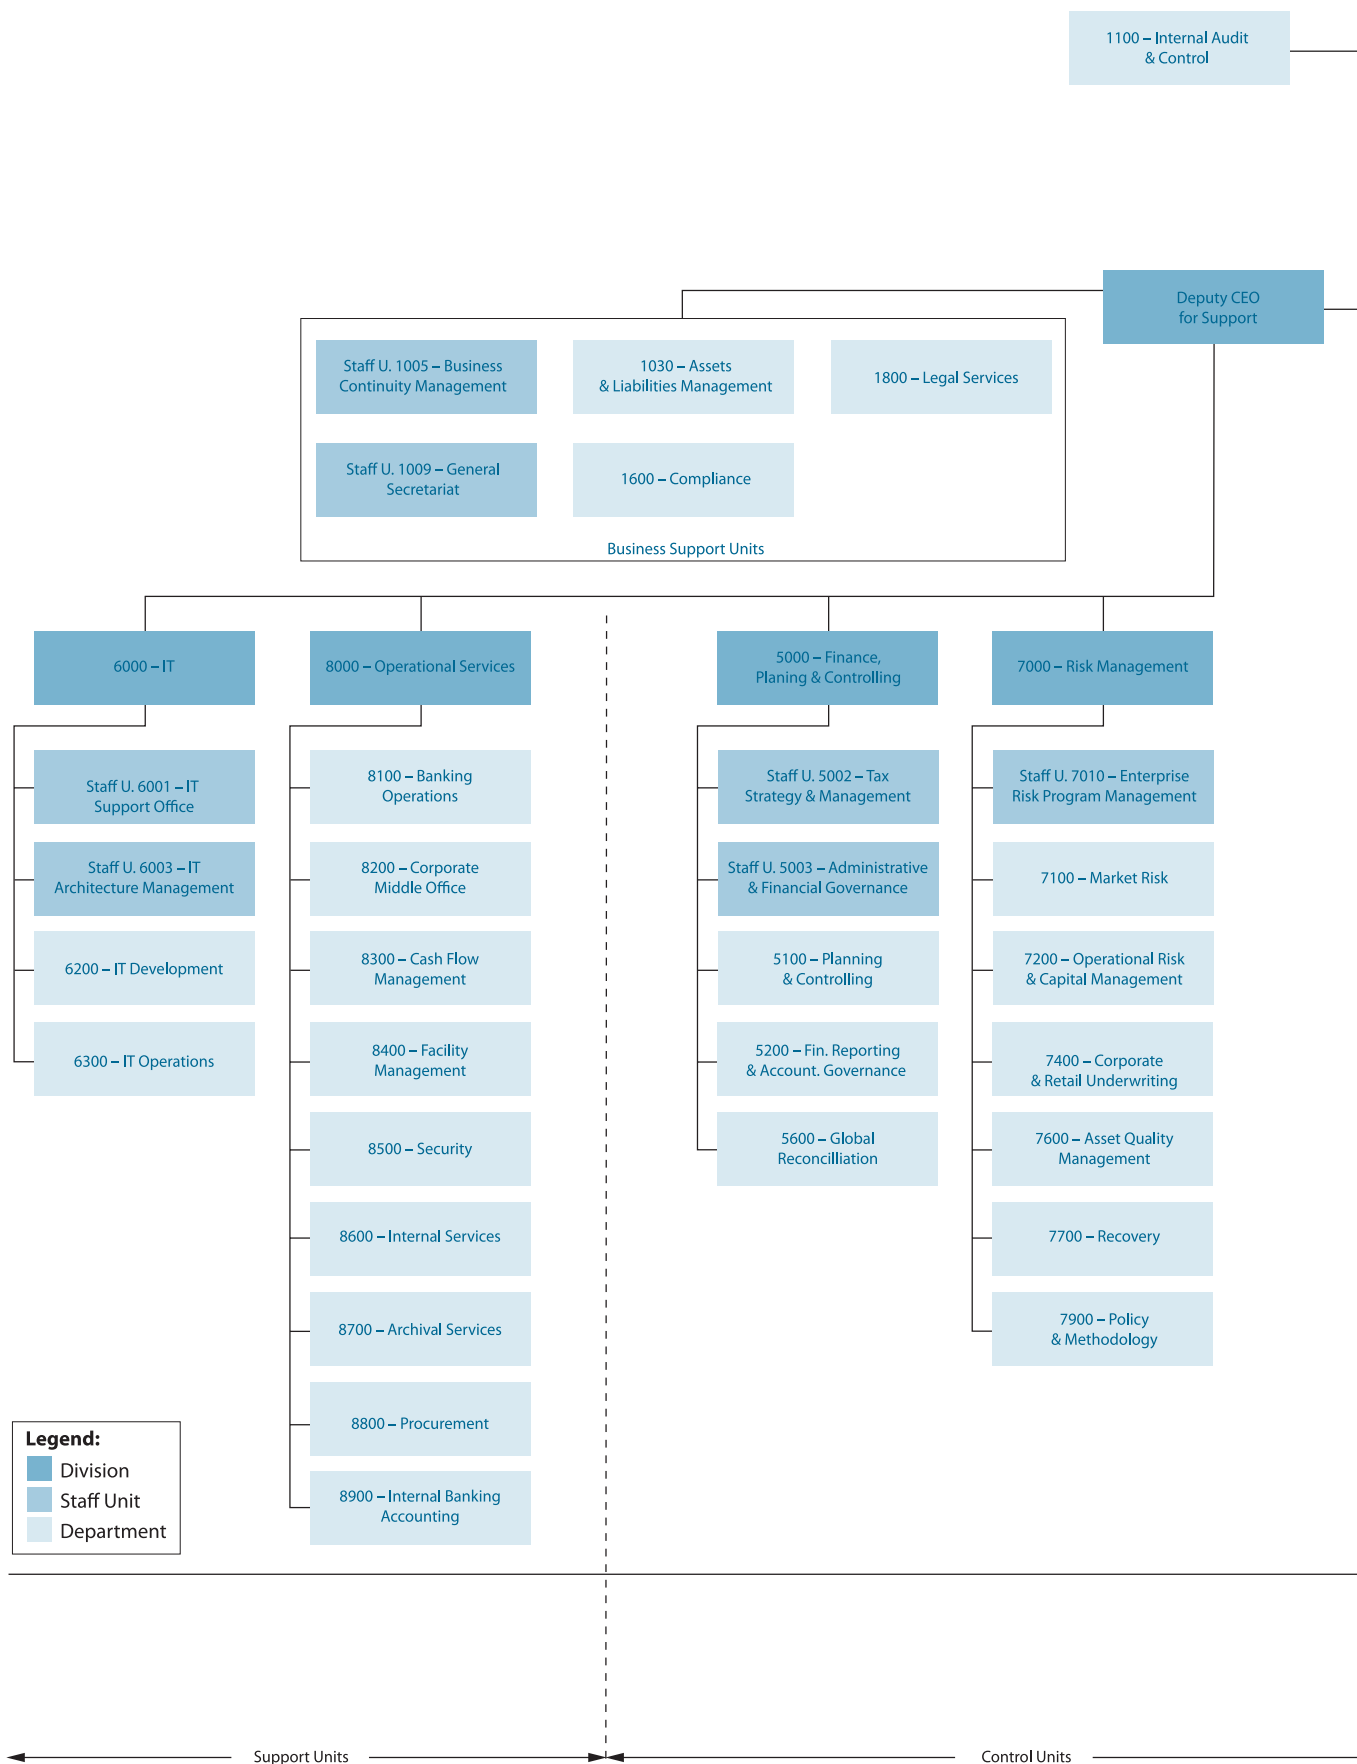 1100 – Internal Audit
& Control
Deputy CEO
for Support
Staff U. 1005 – Business
Continuity Management
1030 – Assets
& Liabilities Management
1800 – Legal Services
Staff U. 1009 – General
Secretariat
1600 – Compliance
Business Support Units
6000 – IT
8000 – Operational Services
5000 – Finance,
Planing & Controlling
7000 – Risk Management
Staff U. 6001 – IT
Support Office
Staff U. 6003 – IT
Architecture Management
6200 – IT Development
6300 – IT Operations
8100 – Banking
Operations
8200 – Corporate
Middle Office
8300 – Cash Flow
Management
8400 – Facility
Management
8500 – Security
8600 – Internal Services
8700 – Archival Services
8800 – Procurement
8900 – Internal Banking
Accounting
Staff U. 5002 – Tax
Strategy & Management
Staff U. 5003 – Administrative
& Financial Governance
5100 – Planning
& Controlling
5200 – Fin. Reporting
& Account. Governance
5600 – Global
Reconcilliation
Staff U. 7010 – Enterprise
Risk Program Management
7100 – Market Risk
7200 – Operational Risk
& Capital Management
7400 – Corporate
& Retail Underwriting
7600 – Asset Quality
Management
7700 – Recovery
7900 – Policy
& Methodology
Legend:
Division
Staff Unit
Department
Support Units
Control Units